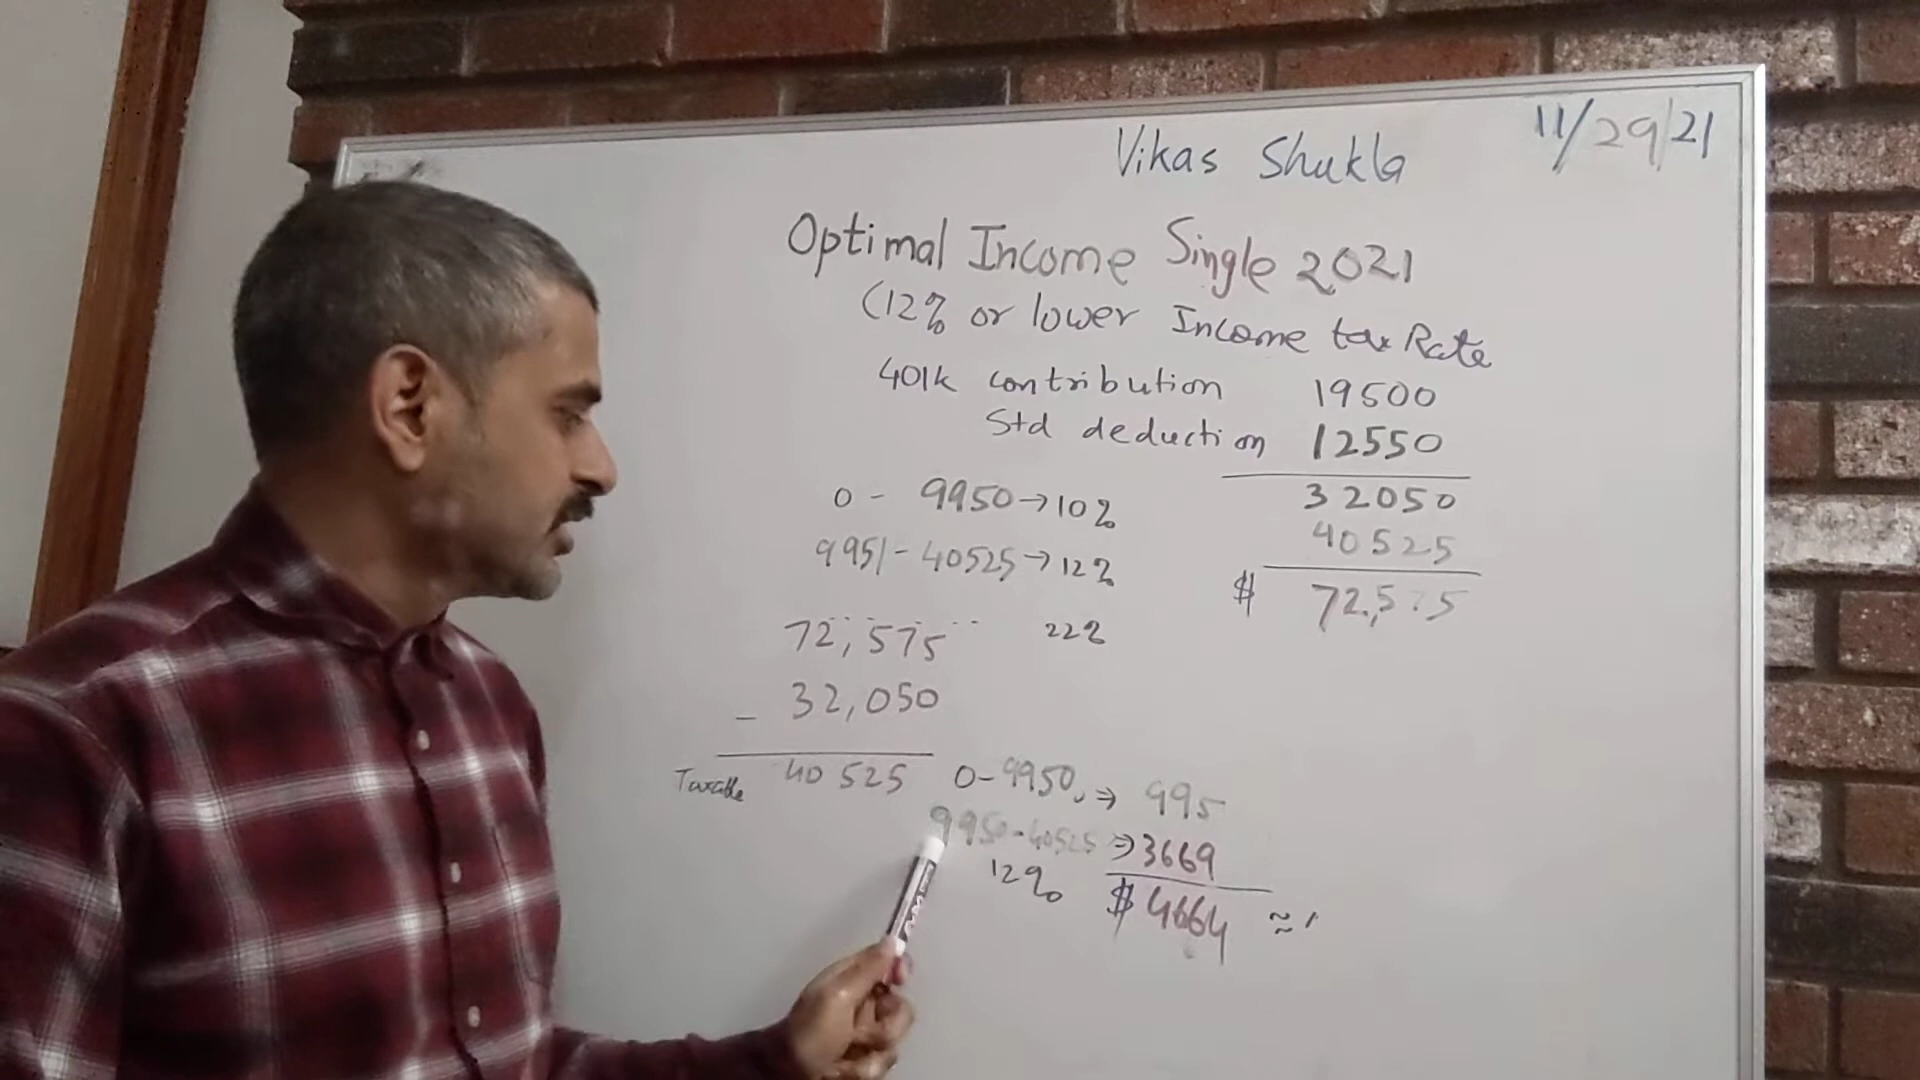 Vikas Shukla 11/29/21
Optimal Income Single 2021
(12% or lower Income tax Rate
401k contribution 19500
Std deduction 12550
0 - 9950 → 10% 32050
9951 - 40525 → 12% 40525
$ 72,575
72,575 22%
- 32,050
Taxable 40 525 0-9950, ⇒ 995
9950-40525 ⇒ 3669
12% $ 4664 ≈